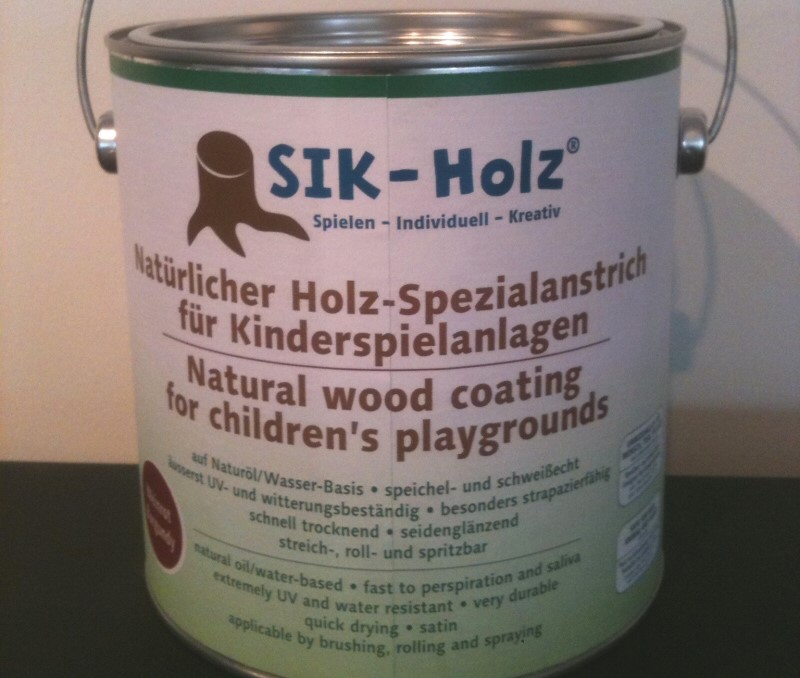 SIK-Holz®
Spielen - Individuell - Kreativ
Natürlicher Holz-Spezialanstrich
für Kinderspielanlagen
Natural wood coating
for children's playgrounds
auf Naturöl/Wasser-Basis • speichel- und schweißecht
äusserst UV- und witterungsbeständig • besonders strapazierfähig
schnell trocknend • seidenglänzend
streich-, roll- und spritzbar
natural oil/water-based • fast to perspiration and saliva
extremely UV and water resistant • very durable
quick drying • satin
applicable by brushing, rolling and spraying